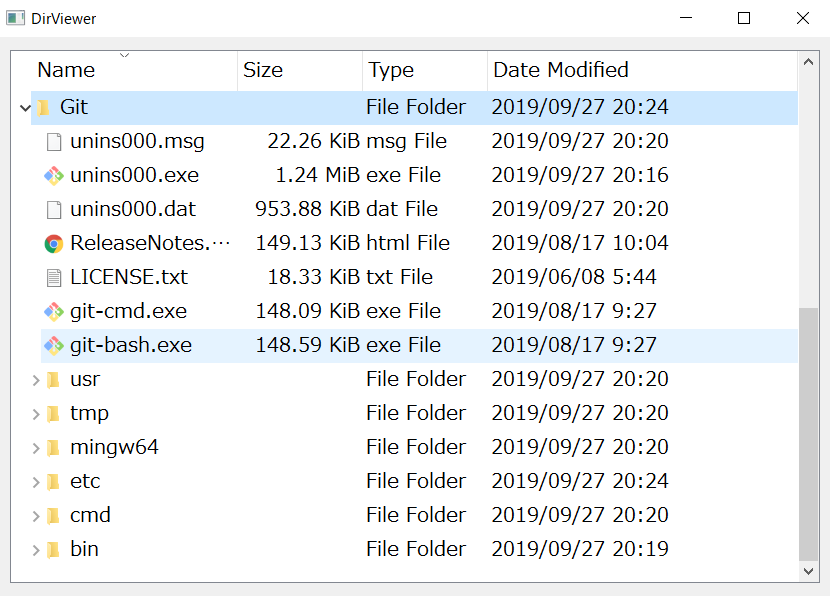 DirViewer
Name Size Type Date Modified
Git File Folder 2019/09/27 20:24
unins000.msg 22.26 KiB msg File 2019/09/27 20:20
unins000.exe 1.24 MiB exe File 2019/09/27 20:16
unins000.dat 953.88 KiB dat File 2019/09/27 20:20
ReleaseNotes.… 149.13 KiB html File 2019/08/17 10:04
LICENSE.txt 18.33 KiB txt File 2019/06/08 5:44
git-cmd.exe 148.09 KiB exe File 2019/08/17 9:27
git-bash.exe 148.59 KiB exe File 2019/08/17 9:27
usr File Folder 2019/09/27 20:20
tmp File Folder 2019/09/27 20:20
mingw64 File Folder 2019/09/27 20:20
etc File Folder 2019/09/27 20:24
cmd File Folder 2019/09/27 20:20
bin File Folder 2019/09/27 20:19